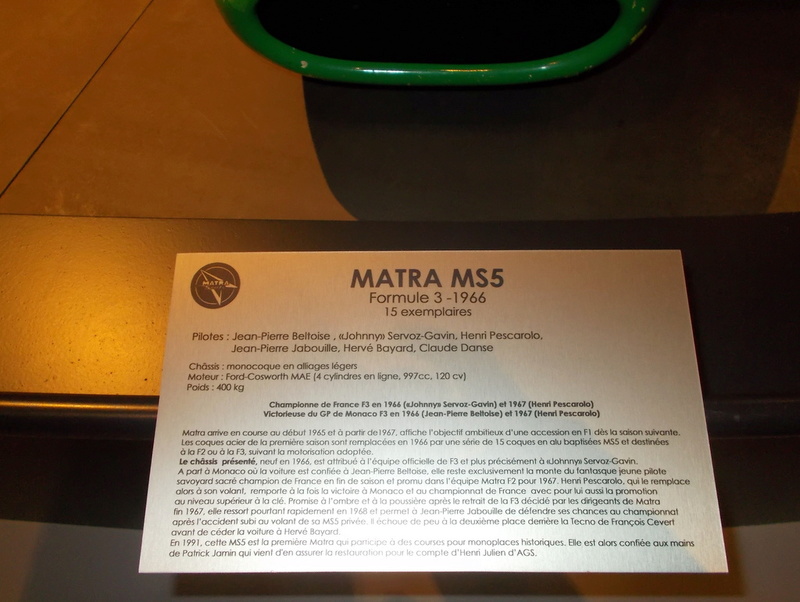 MATRA
MATRA MS5
Formule 3 -1966
15 exemplaires
Pilotes : Jean-Pierre Beltoise , «Johnny» Servoz-Gavin, Henri Pescarolo,
Jean-Pierre Jabouille, Hervé Bayard, Claude Danse
Châssis : monocoque en alliages légers
Moteur : Ford-Cosworth MAE (4 cylindres en ligne, 997cc, 120 cv)
Poids : 400 kg
Championne de France F3 en 1966 («Johnny» Servoz-Gavin) et 1967 (Henri Pescarolo)
Victorieuse du GP de Monaco F3 en 1966 (Jean-Pierre Beltoise) et 1967 (Henri Pescarolo)
Matra arrive en course au début 1965 et à partir de1967, affiche l'objectif ambitieux d'une accession en F1 dès la saison suivante.
Les coques acier de la première saison sont remplacées en 1966 par une série de 15 coques en alu baptisées MS5 et destinées
à la F2 ou à la F3, suivant la motorisation adoptée.
Le châssis présenté, neuf en 1966, est attribué à l'équipe officielle de F3 et plus précisément à «Johnny» Servoz-Gavin.
A part à Monaco où la voiture est confiée à Jean-Pierre Beltoise, elle reste exclusivement la monte du fantasque jeune pilote
savoyard sacré champion de France en fin de saison et promu dans l'équipe Matra F2 pour 1967. Henri Pescarolo, qui le remplace
alors à son volant, remporte à la fois la victoire à Monaco et au championnat de France avec pour lui aussi la promotion
au niveau supérieur à la clé. Promise à l'ombre et à la poussière après le retrait de la F3 décidé par les dirigeants de Matra
fin 1967, elle ressort pourtant rapidement en 1968 et permet à Jean-Pierre Jabouille de défendre ses chances au championnat
après l'accident subi au volant de sa MS5 privée. Il échoue de peu à la deuxième place derrière la Tecno de François Cevert
avant de céder la voiture à Hervé Bayard.
En 1991, cette MS5 est la première Matra qui participe à des courses pour monoplaces historiques. Elle est alors confiée aux mains
de Patrick Jamin qui vient d'en assurer la restauration pour le compte d'Henri Julien d'AGS.